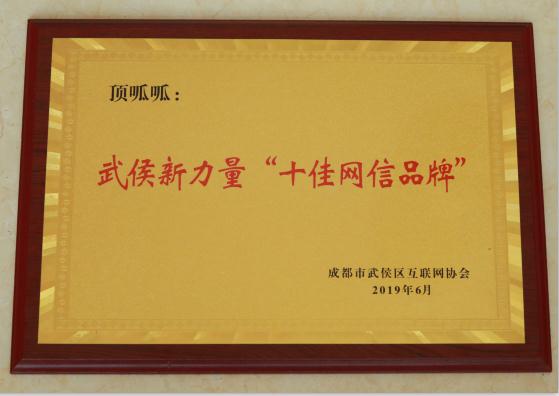 顶呱呱：
武侯新力量“十佳网信品牌”
成都市武侯区互联网协会
2019年6月